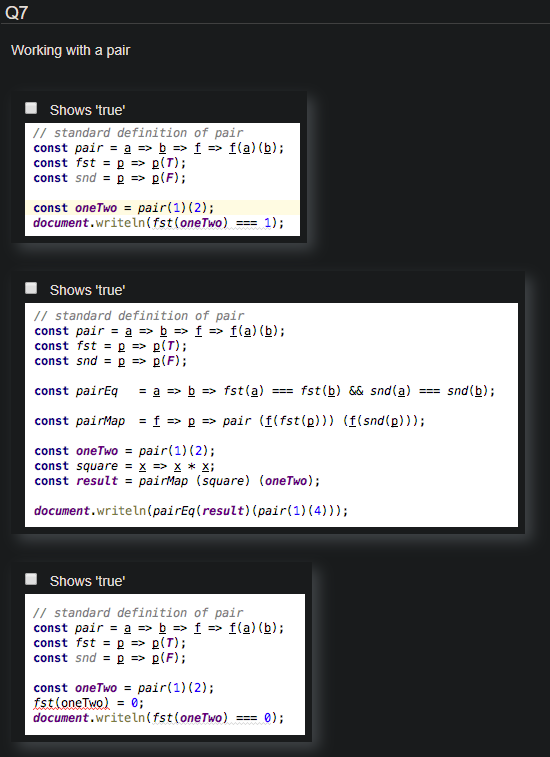 Q7
Working with a pair
Shows 'true'
// standard definition of pair
const pair = a => b => f => f(a)(b);
const fst = p => p(T);
const snd = p => p(F);
const oneTwo = pair(1)(2);
document.writeln(fst(oneTwo) === 1);
Shows 'true'
// standard definition of pair
const pair = a => b => f => f(a)(b);
const fst = p => p(T);
const snd = p => p(F);
const pairEq   = a => b => fst(a) === fst(b) && snd(a) === snd(b);
const pairMap  = f => p => pair (f(fst(p))) (f(snd(p)));
const oneTwo = pair(1)(2);
const square = x => x * x;
const result = pairMap (square) (oneTwo);
document.writeln(pairEq(result)(pair(1)(4)));
Shows 'true'
// standard definition of pair
const pair = a => b => f => f(a)(b);
const fst = p => p(T);
const snd = p => p(F);
const oneTwo = pair(1)(2);
fst(oneTwo) = 0;
document.writeln(fst(oneTwo) === 0);